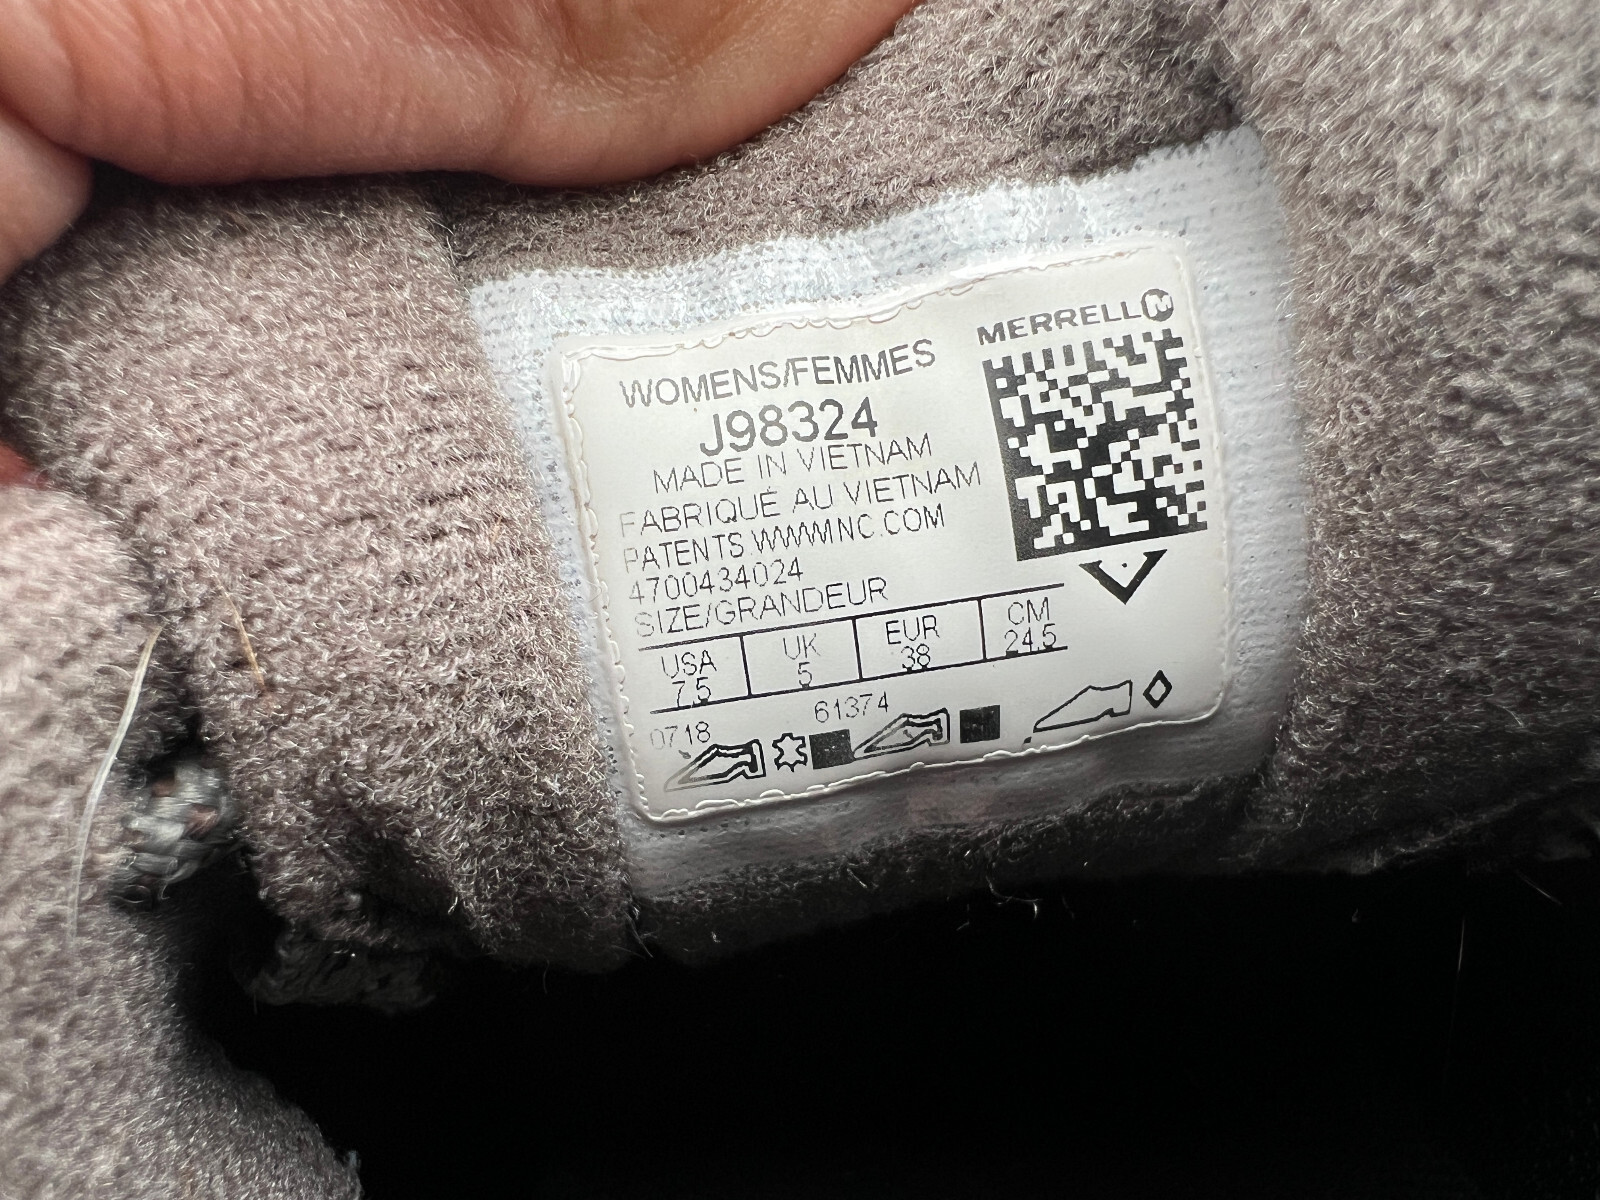 MERRELL
WOMENS/FEMMES
J98324
MADE IN VIETNAM
FABRIQUÉ AU VIETNAM
PATENTS.WWWINC.COM
4700434024
SIZE/GRANDEUR
USA UK EUR CM
7.5 5 38 24.5
0718 61374